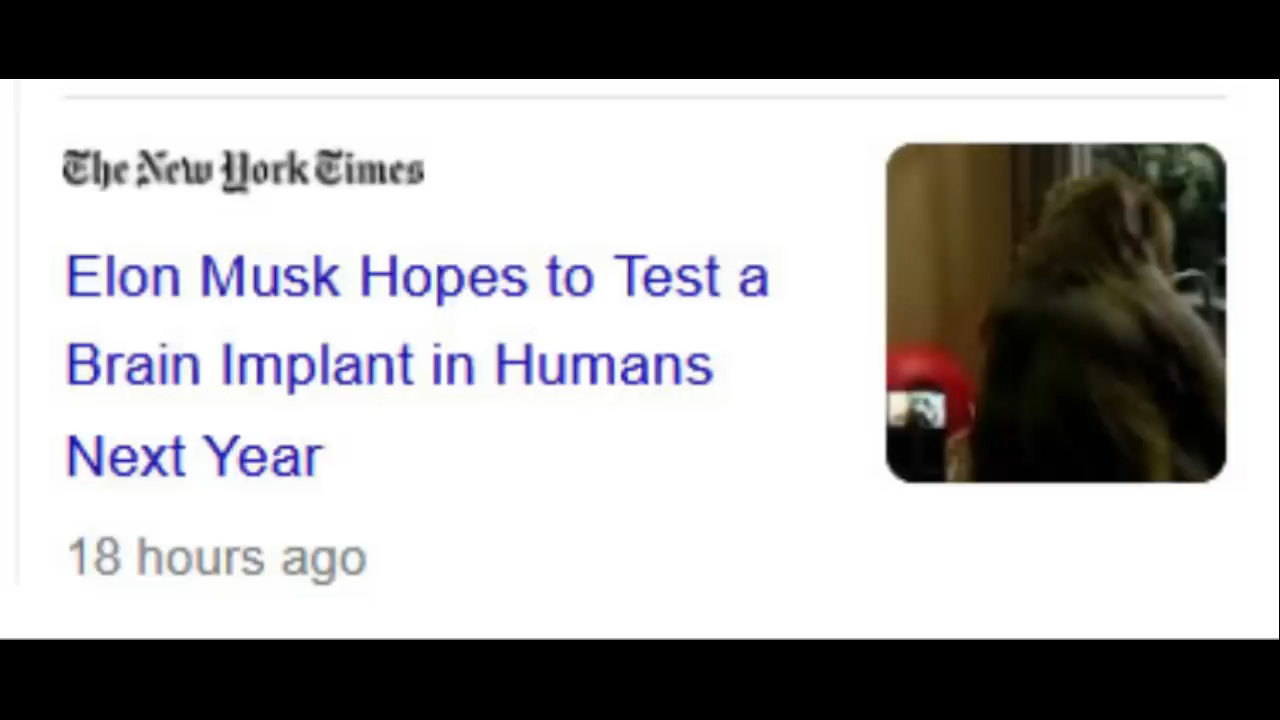 The New York Times
Elon Musk Hopes to Test a
Brain Implant in Humans
Next Year
18 hours ago